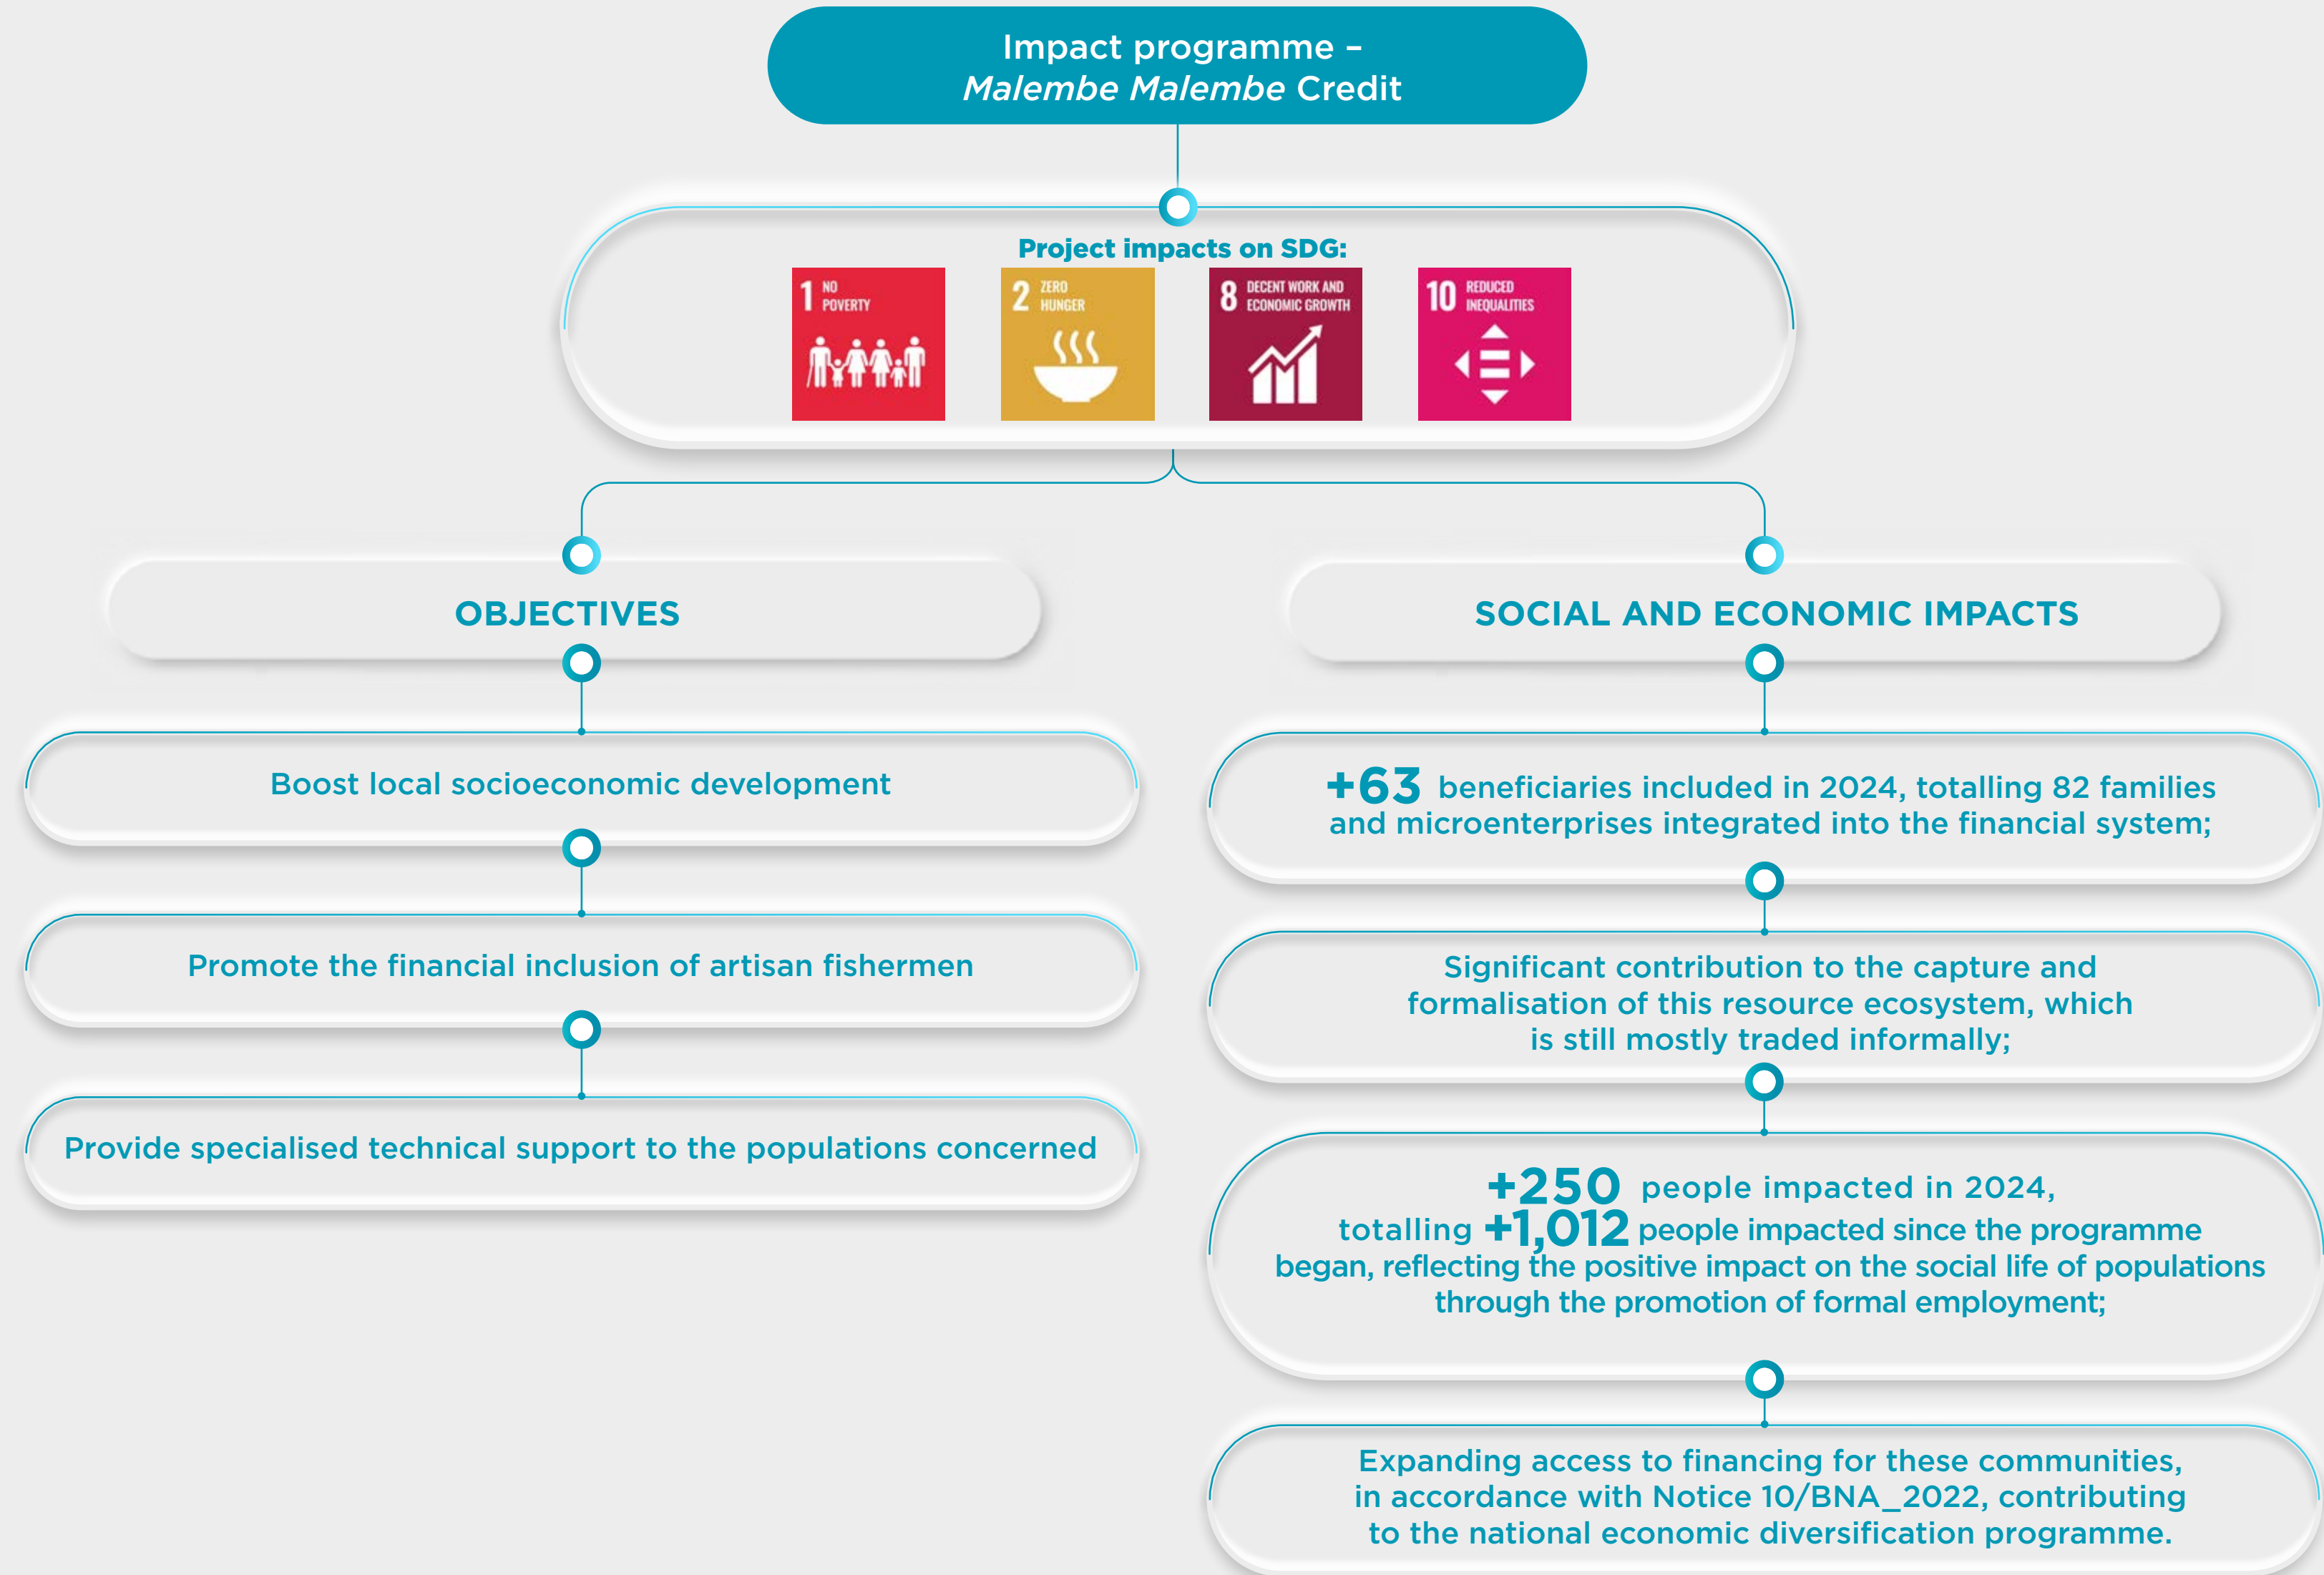 Impact programme –
Malembe Malembe Credit
Project impacts on SDG:
1 NO
POVERTY
2 ZERO
HUNGER
8 DECENT WORK AND
ECONOMIC GROWTH
10 REDUCED
INEQUALITIES
OBJECTIVES
Boost local socioeconomic development
Promote the financial inclusion of artisan fishermen
Provide specialised technical support to the populations concerned
SOCIAL AND ECONOMIC IMPACTS
+63 beneficiaries included in 2024, totalling 82 families
and microenterprises integrated into the financial system;
Significant contribution to the capture and
formalisation of this resource ecosystem, which
is still mostly traded informally;
+250 people impacted in 2024,
totalling +1,012 people impacted since the programme
began, reflecting the positive impact on the social life of populations
through the promotion of formal employment;
Expanding access to financing for these communities,
in accordance with Notice 10/BNA_2022, contributing
to the national economic diversification programme.